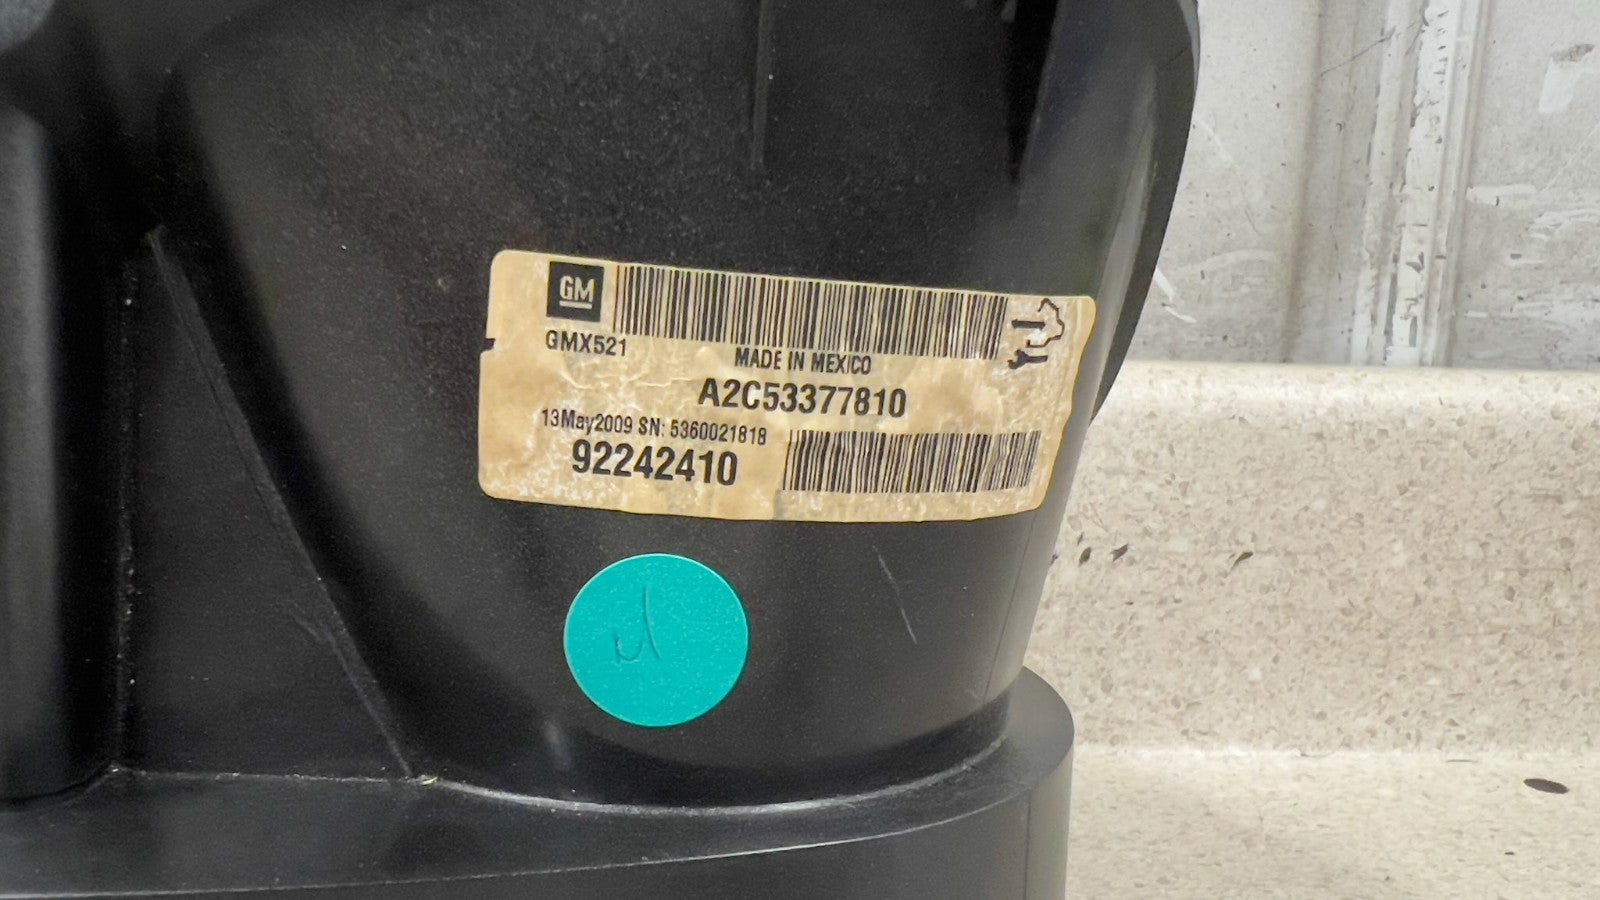 GM
GMX521
MADE IN MEXICO
A2C53377810
13May2009 SN: 5360021818
92242410